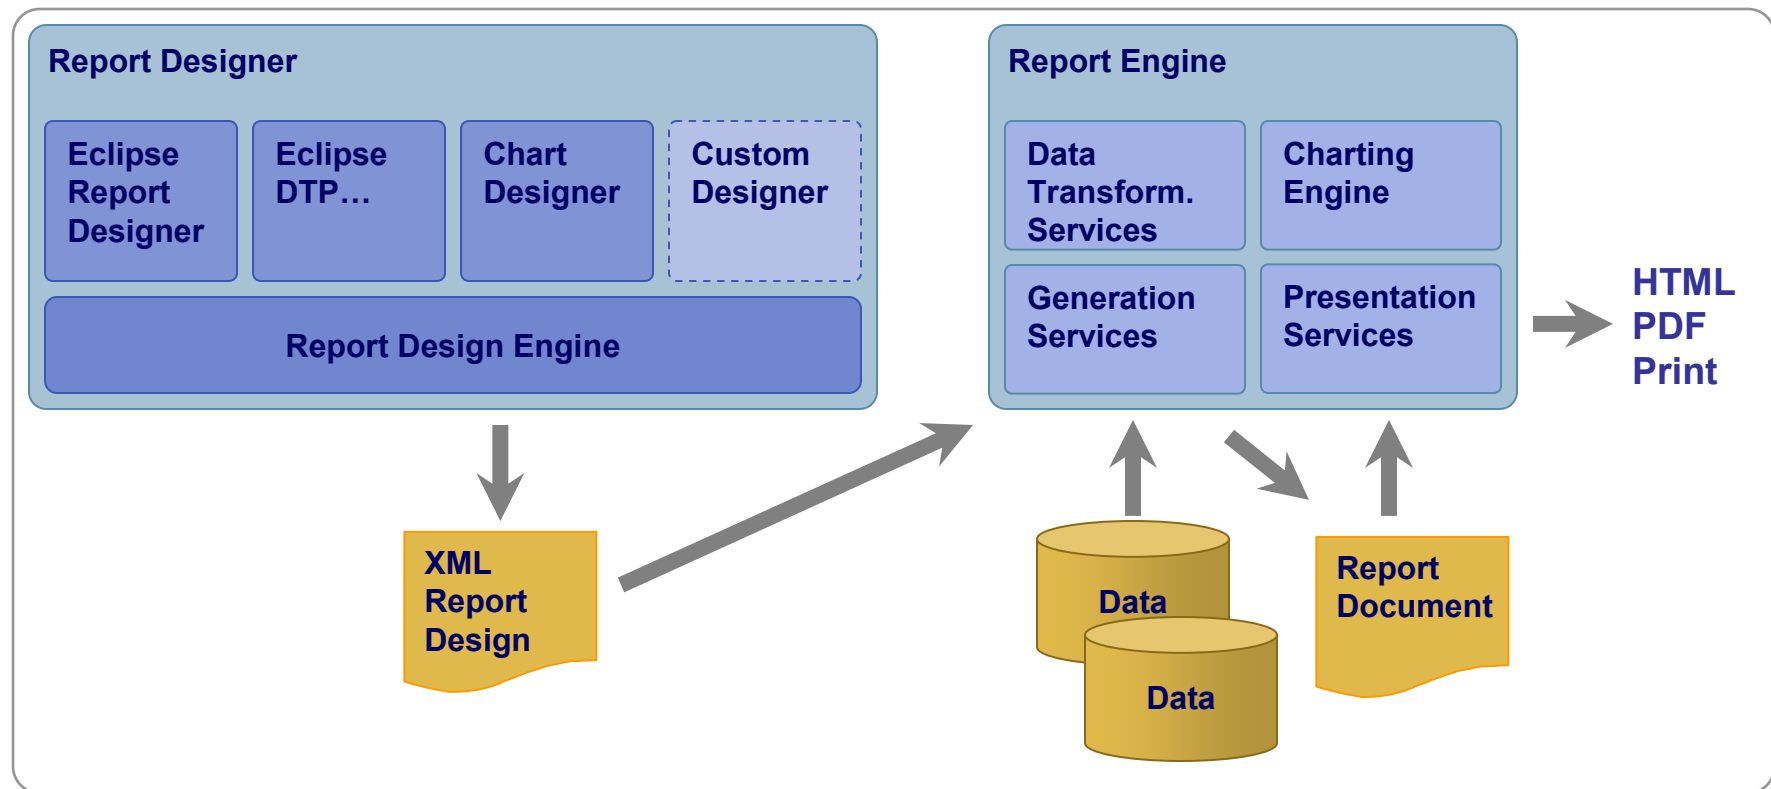 Report Designer
Eclipse
Report
Designer
Eclipse
DTP…
Chart
Designer
Custom
Designer
Report Design Engine
XML
Report
Design
Report Engine
Data
Transform.
Services
Charting
Engine
Generation
Services
Presentation
Services
HTML
PDF
Print
Data
Data
Report
Document